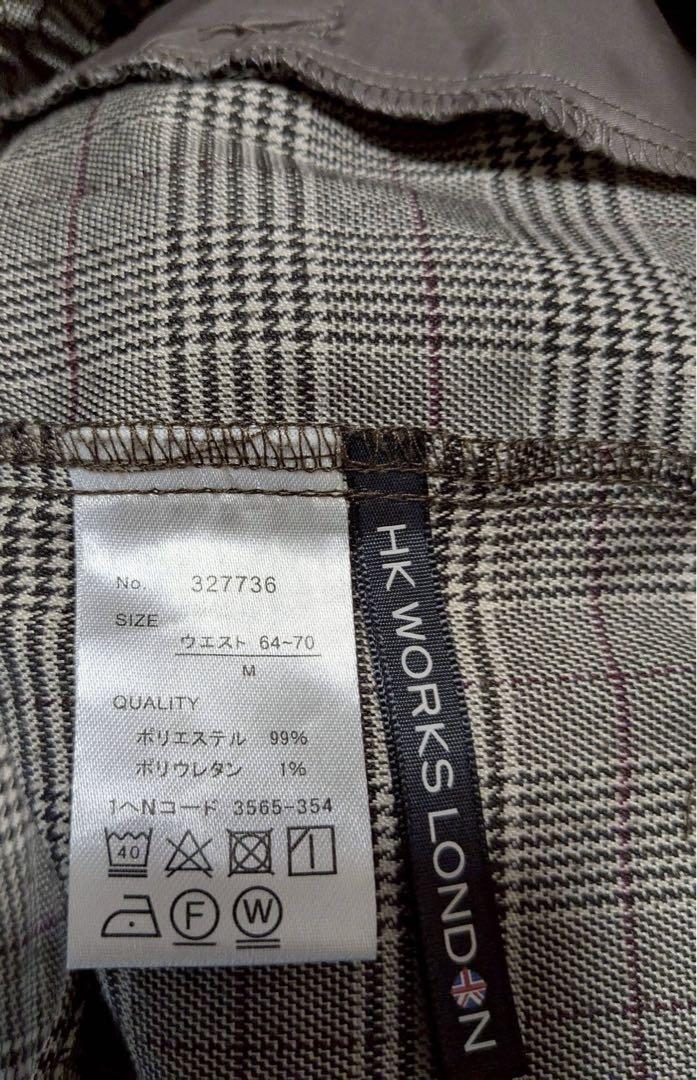 No. 327736
SIZE
ウエスト 64~70
M
QUALITY
ポリエステル 99%
ポリウレタン 1%
1へNコード 3565-354
40
F W
HK WORKS LONDON